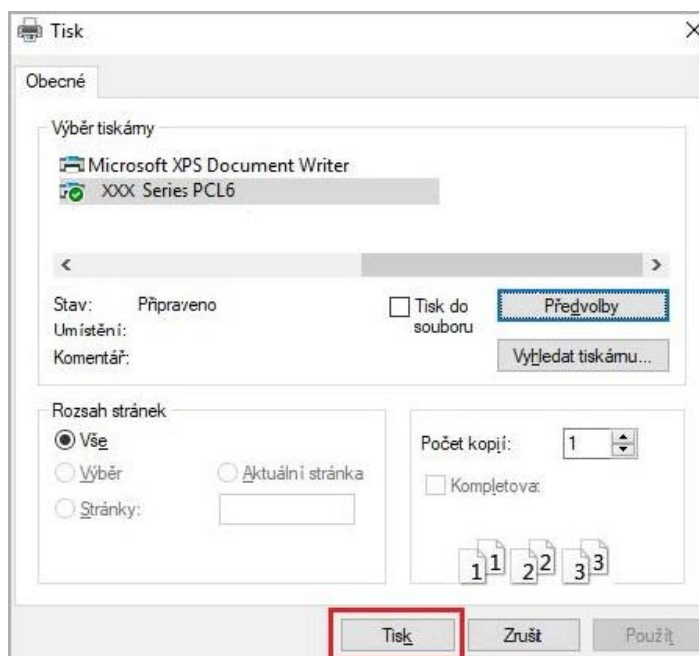 Tisk
Obecné
Výběr tiskárny
Microsoft XPS Document Writer
XXX Series PCL6
Stav: Připraveno
Tisk do souboru
Předvolby
Umístění:
Komentář:
Vyhledat tiskárnu...
Rozsah stránek
Vše
Výběr
Aktuální stránka
Stránky:
Počet kopií: 1
Kompletova
1 1 2 2 3 3
Tisk
Zrušt
Použít